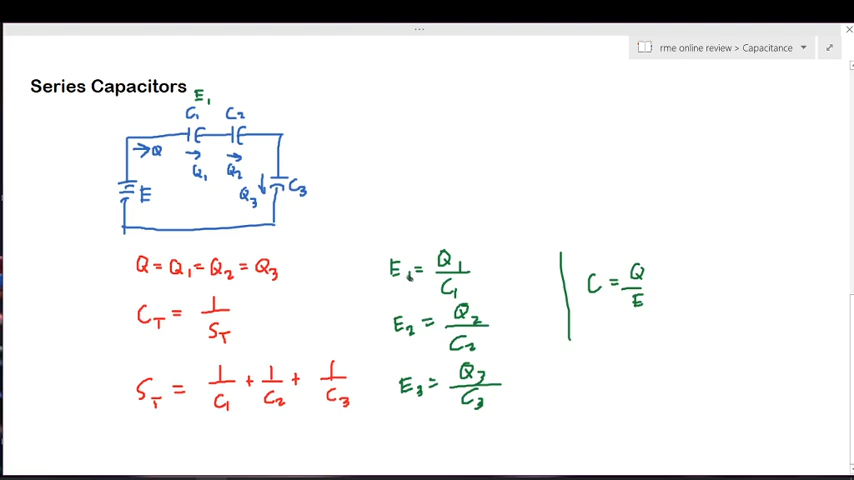 rme online review > Capacitance
Series Capacitors
E1
C1 C2
Q
Q1 Q2
Q3 C3
E
Q = Q1 = Q2 = Q3
CT = 1/ST
ST = 1/C1 + 1/C2 + 1/C3
E1 = Q1/C1
E2 = Q2/C2
E3 = Q3/C3
C = Q/E